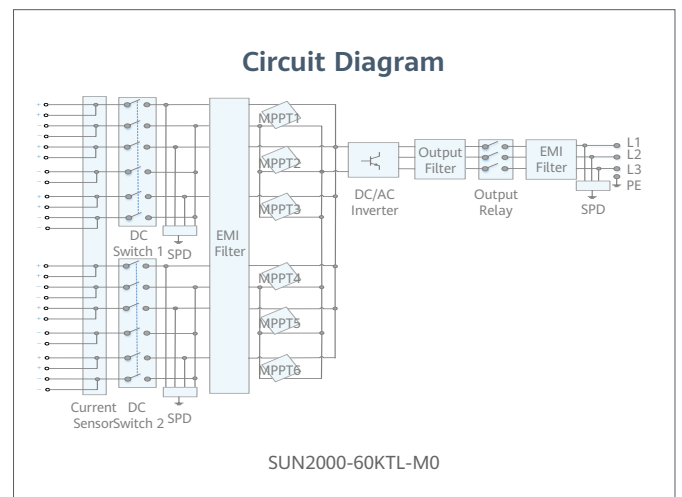 Circuit Diagram
+
+
−
−
+
+
−
−
+
+
−
−
DC
Switch 1
SPD
EMI
Filter
MPPT1
MPPT2
MPPT3
DC/AC
Inverter
Output
Filter
Output
Relay
EMI
Filter
L1
L2
L3
PE
SPD
+
+
−
−
+
+
−
−
+
+
−
−
MPPT4
MPPT5
MPPT6
Current
Sensor
DC
Switch 2
SPD
SUN2000-60KTL-M0